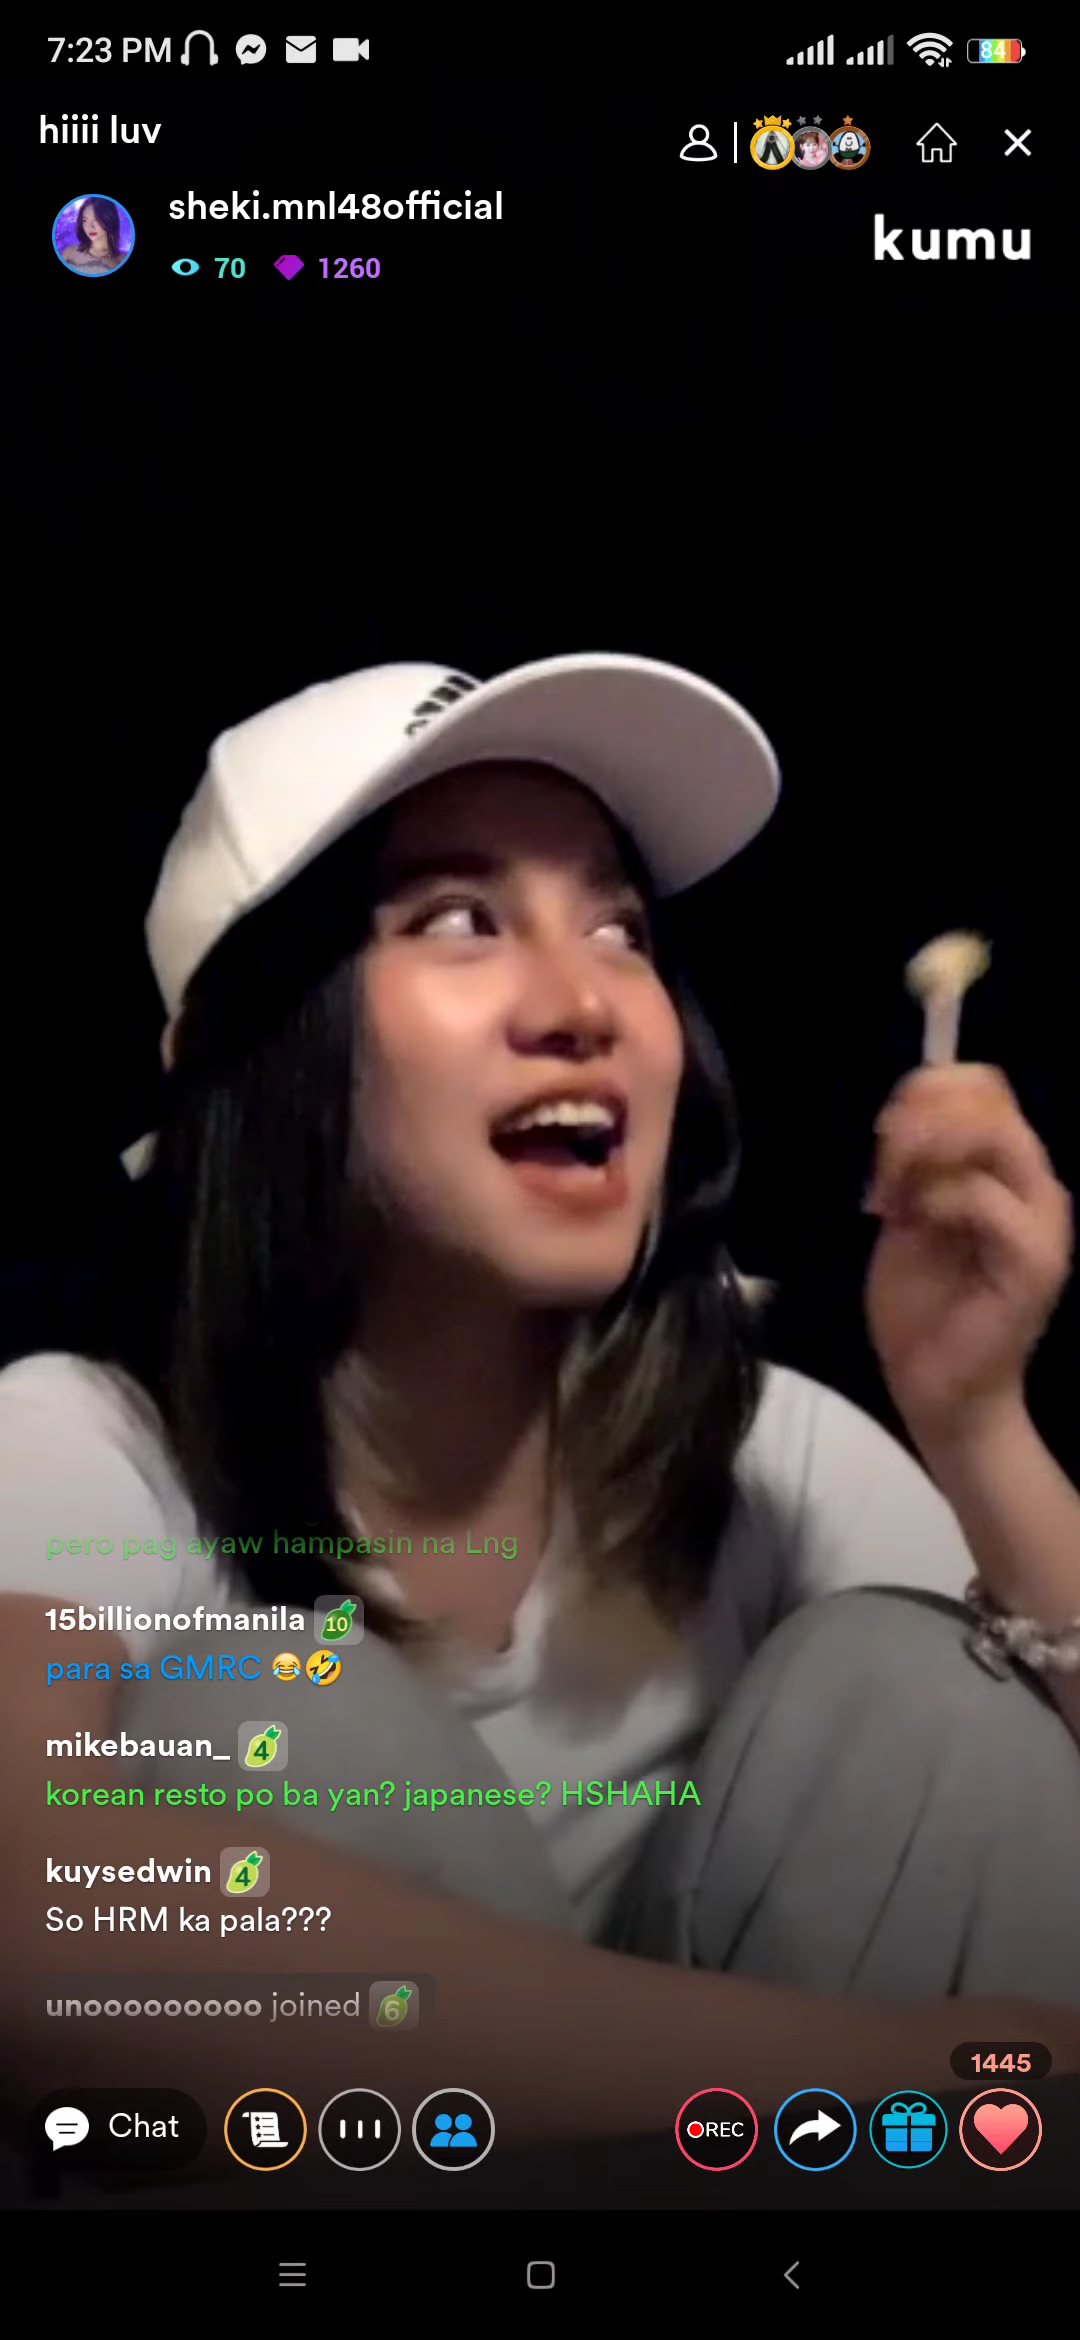 7:23 PM
84
hiiii luv
sheki.mnl48official
70 1260
kumu
pero pag ayaw hampasin na Lng
15billionofmanila 10
para sa GMRC 😂🤣
mikebauan_ 4
korean resto po ba yan? japanese? HSHAHA
kuysedwin 4
So HRM ka pala???
unooooooooo joined 6
1445
Chat
REC